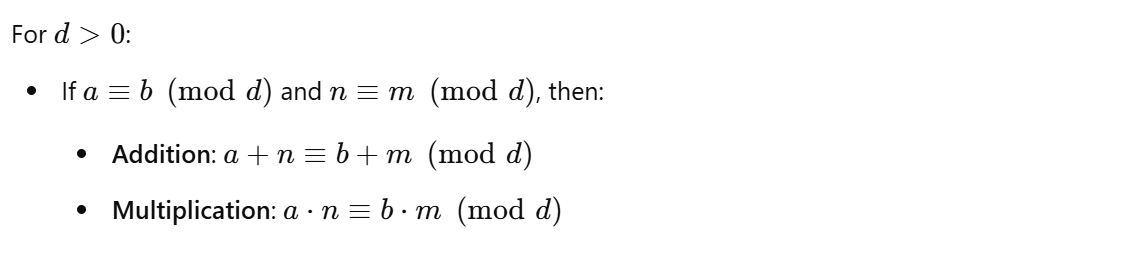 For d > 0:
• If a ≡ b (mod d) and n ≡ m (mod d), then:
• Addition: a + n ≡ b + m (mod d)
• Multiplication: a · n ≡ b · m (mod d)